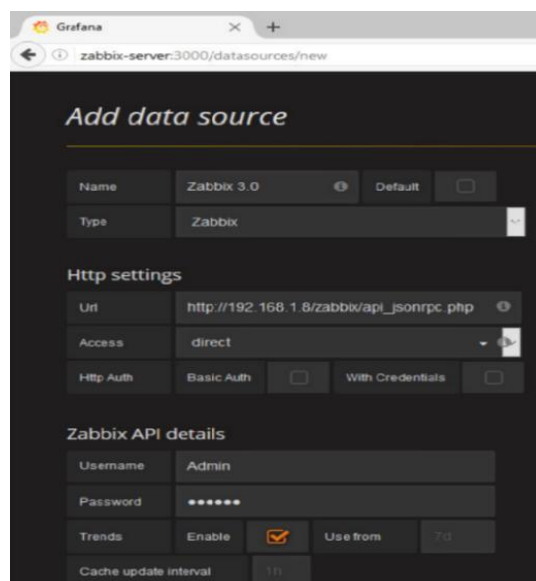 Grafana
zabbix-server:3000/datasources/new
Add data source
Name Zabbix 3.0 Default
Type Zabbix
Http settings
Url http://192.168.1.8/zabbix/api_jsonrpc.php
Access direct
Http Auth Basic Auth With Credentials
Zabbix API details
Username Admin
Password ••••••
Trends Enable Use from 7d
Cache update interval 1h